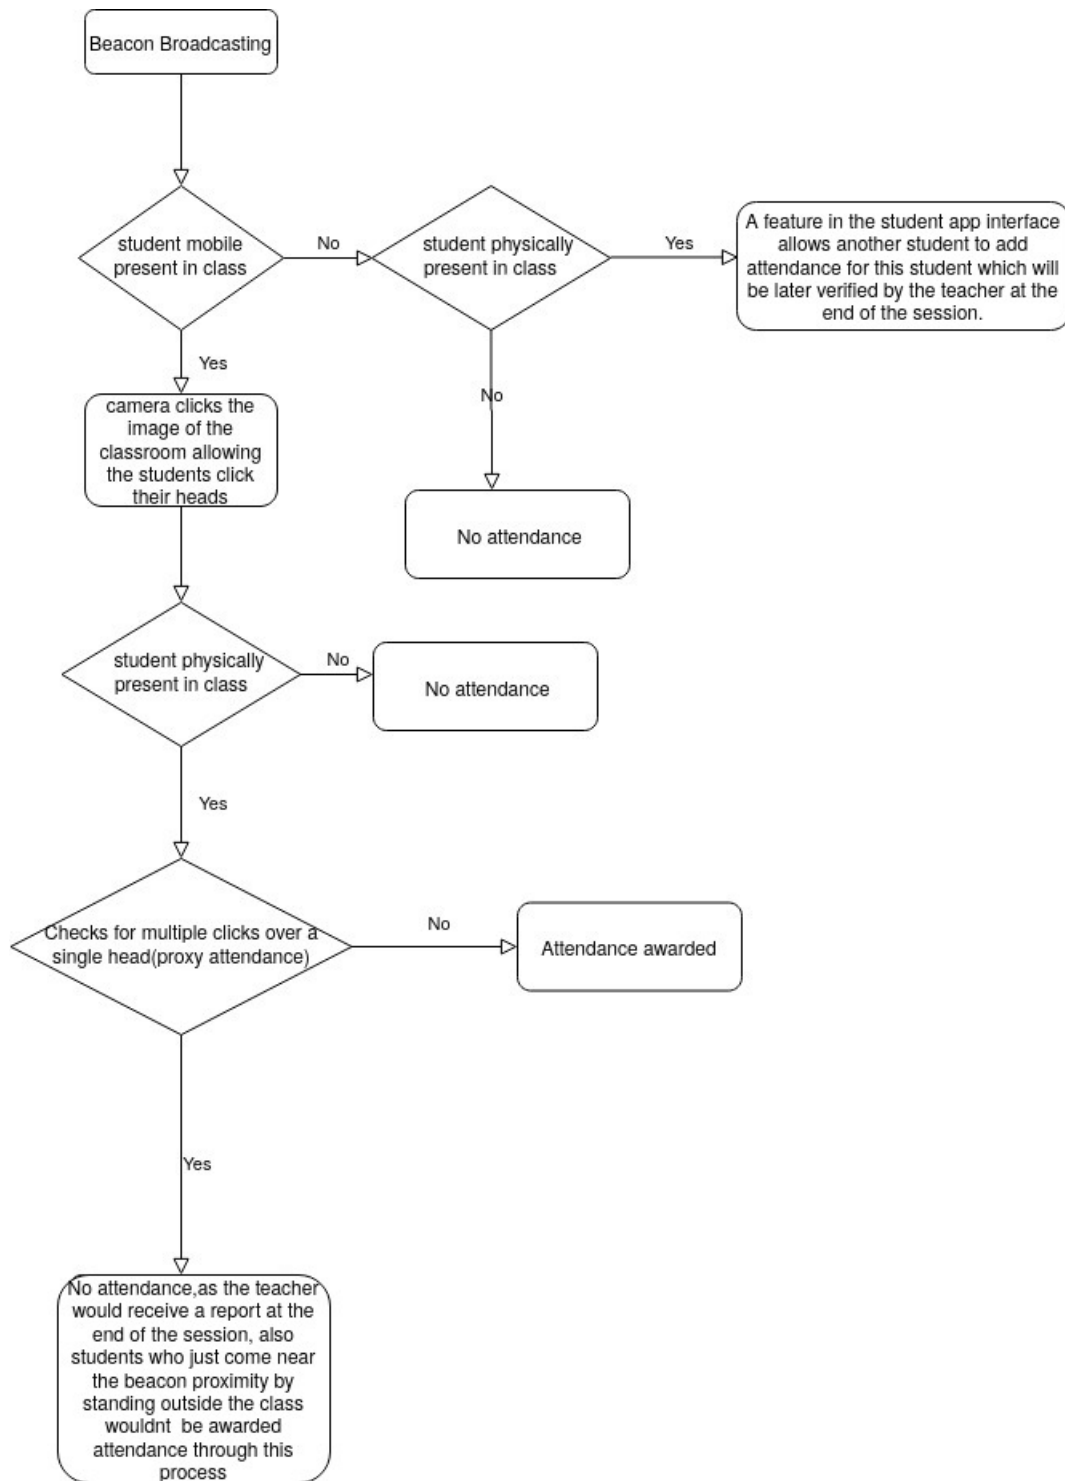 Beacon Broadcasting
student mobile
present in class
No
student physically
present in class
Yes
A feature in the student app interface
allows another student to add
attendance for this student which will
be later verified by the teacher at the
end of the session.
Yes
No
camera clicks the
image of the
classroom allowing
the students click
their heads
No attendance
student physically
present in class
No
No attendance
Yes
Checks for multiple clicks over a
single head(proxy attendance)
No
Attendance awarded
Yes
No attendance,as the teacher
would receive a report at the
end of the session, also
students who just come near
the beacon proximity by
standing outside the class
wouldnt  be awarded
attendance through this
process